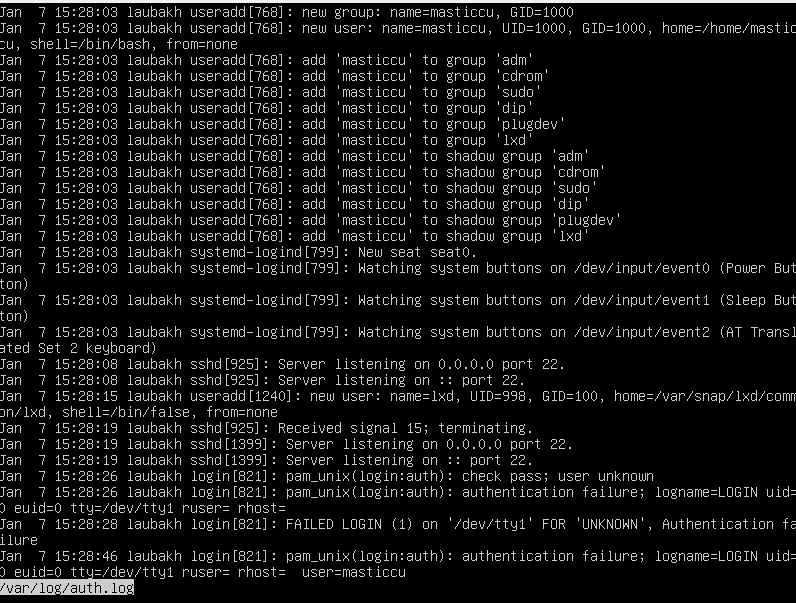 Jan  7 15:28:03 laubakh useradd[768]: new group: name=masticcu, GID=1000
Jan  7 15:28:03 laubakh useradd[768]: new user: name=masticcu, UID=1000, GID=1000, home=/home/mastic
cu, shell=/bin/bash, from=none
Jan  7 15:28:03 laubakh useradd[768]: add 'masticcu' to group 'adm'
Jan  7 15:28:03 laubakh useradd[768]: add 'masticcu' to group 'cdrom'
Jan  7 15:28:03 laubakh useradd[768]: add 'masticcu' to group 'sudo'
Jan  7 15:28:03 laubakh useradd[768]: add 'masticcu' to group 'dip'
Jan  7 15:28:03 laubakh useradd[768]: add 'masticcu' to group 'plugdev'
Jan  7 15:28:03 laubakh useradd[768]: add 'masticcu' to group 'lxd'
Jan  7 15:28:03 laubakh useradd[768]: add 'masticcu' to shadow group 'adm'
Jan  7 15:28:03 laubakh useradd[768]: add 'masticcu' to shadow group 'cdrom'
Jan  7 15:28:03 laubakh useradd[768]: add 'masticcu' to shadow group 'sudo'
Jan  7 15:28:03 laubakh useradd[768]: add 'masticcu' to shadow group 'dip'
Jan  7 15:28:03 laubakh useradd[768]: add 'masticcu' to shadow group 'plugdev'
Jan  7 15:28:03 laubakh useradd[768]: add 'masticcu' to shadow group 'lxd'
Jan  7 15:28:03 laubakh systemd-logind[799]: New seat seat0.
Jan  7 15:28:03 laubakh systemd-logind[799]: Watching system buttons on /dev/input/event0 (Power But
ton)
Jan  7 15:28:03 laubakh systemd-logind[799]: Watching system buttons on /dev/input/event1 (Sleep But
ton)
Jan  7 15:28:03 laubakh systemd-logind[799]: Watching system buttons on /dev/input/event2 (AT Transl
ated Set 2 keyboard)
Jan  7 15:28:08 laubakh sshd[925]: Server listening on 0.0.0.0 port 22.
Jan  7 15:28:08 laubakh sshd[925]: Server listening on :: port 22.
Jan  7 15:28:15 laubakh useradd[1240]: new user: name=lxd, UID=998, GID=100, home=/var/snap/lxd/comm
on/lxd, shell=/bin/false, from=none
Jan  7 15:28:19 laubakh sshd[925]: Received signal 15; terminating.
Jan  7 15:28:19 laubakh sshd[1399]: Server listening on 0.0.0.0 port 22.
Jan  7 15:28:19 laubakh sshd[1399]: Server listening on :: port 22.
Jan  7 15:28:26 laubakh login[821]: pam_unix(login:auth): check pass; user unknown
Jan  7 15:28:26 laubakh login[821]: pam_unix(login:auth): authentication failure; logname=LOGIN uid=
0 euid=0 tty=/dev/tty1 ruser= rhost=
Jan  7 15:28:28 laubakh login[821]: FAILED LOGIN (1) on '/dev/tty1' FOR 'UNKNOWN', Authentication fa
ilure
Jan  7 15:28:46 laubakh login[821]: pam_unix(login:auth): authentication failure; logname=LOGIN uid=
0 euid=0 tty=/dev/tty1 ruser= rhost=  user=masticcu
/var/log/auth.log